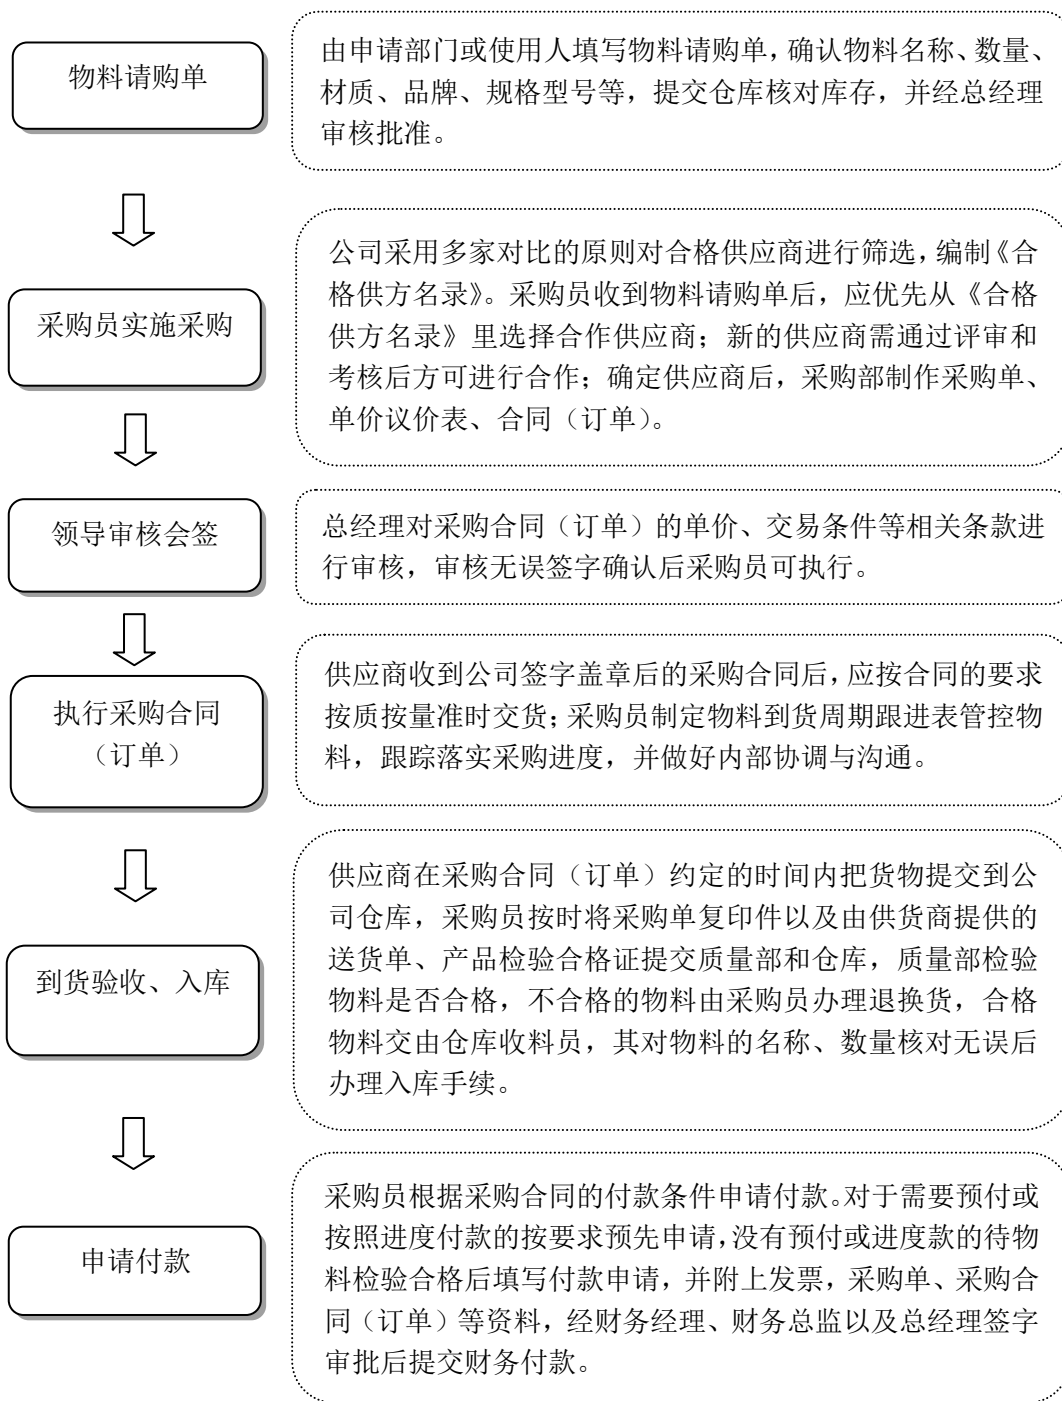 物料请购单
由申请部门或使用人填写物料请购单，确认物料名称、数量、
材质、品牌、规格型号等，提交仓库核对库存，并经总经理
审核批准。
采购员实施采购
公司采用多家对比的原则对合格供应商进行筛选，编制《合
格供方名录》。采购员收到物料请购单后，应优先从《合格
供方名录》里选择合作供应商；新的供应商需通过评审和
考核后方可进行合作；确定供应商后，采购部制作采购单、
单价议价表、合同（订单）。
领导审核会签
总经理对采购合同（订单）的单价、交易条件等相关条款进
行审核，审核无误签字确认后采购员可执行。
执行采购合同
（订单）
供应商收到公司签字盖章后的采购合同后，应按合同的要求
按质按量准时交货；采购员制定物料到货周期跟进表管控物
料，跟踪落实采购进度，并做好内部协调与沟通。
到货验收、入库
供应商在采购合同（订单）约定的时间内把货物提交到公
司仓库，采购员按时将采购单复印件以及由供货商提供的
送货单、产品检验合格证提交质量部和仓库，质量部检验
物料是否合格，不合格的物料由采购员办理退换货，合格
物料交由仓库收料员，其对物料的名称、数量核对无误后
办理入库手续。
申请付款
采购员根据采购合同的付款条件申请付款。对于需要预付或
按照进度付款的按要求预先申请，没有预付或进度款的待物
料检验合格后填写付款申请，并附上发票，采购单、采购合
同（订单）等资料，经财务经理、财务总监以及总经理签字
审批后提交财务付款。